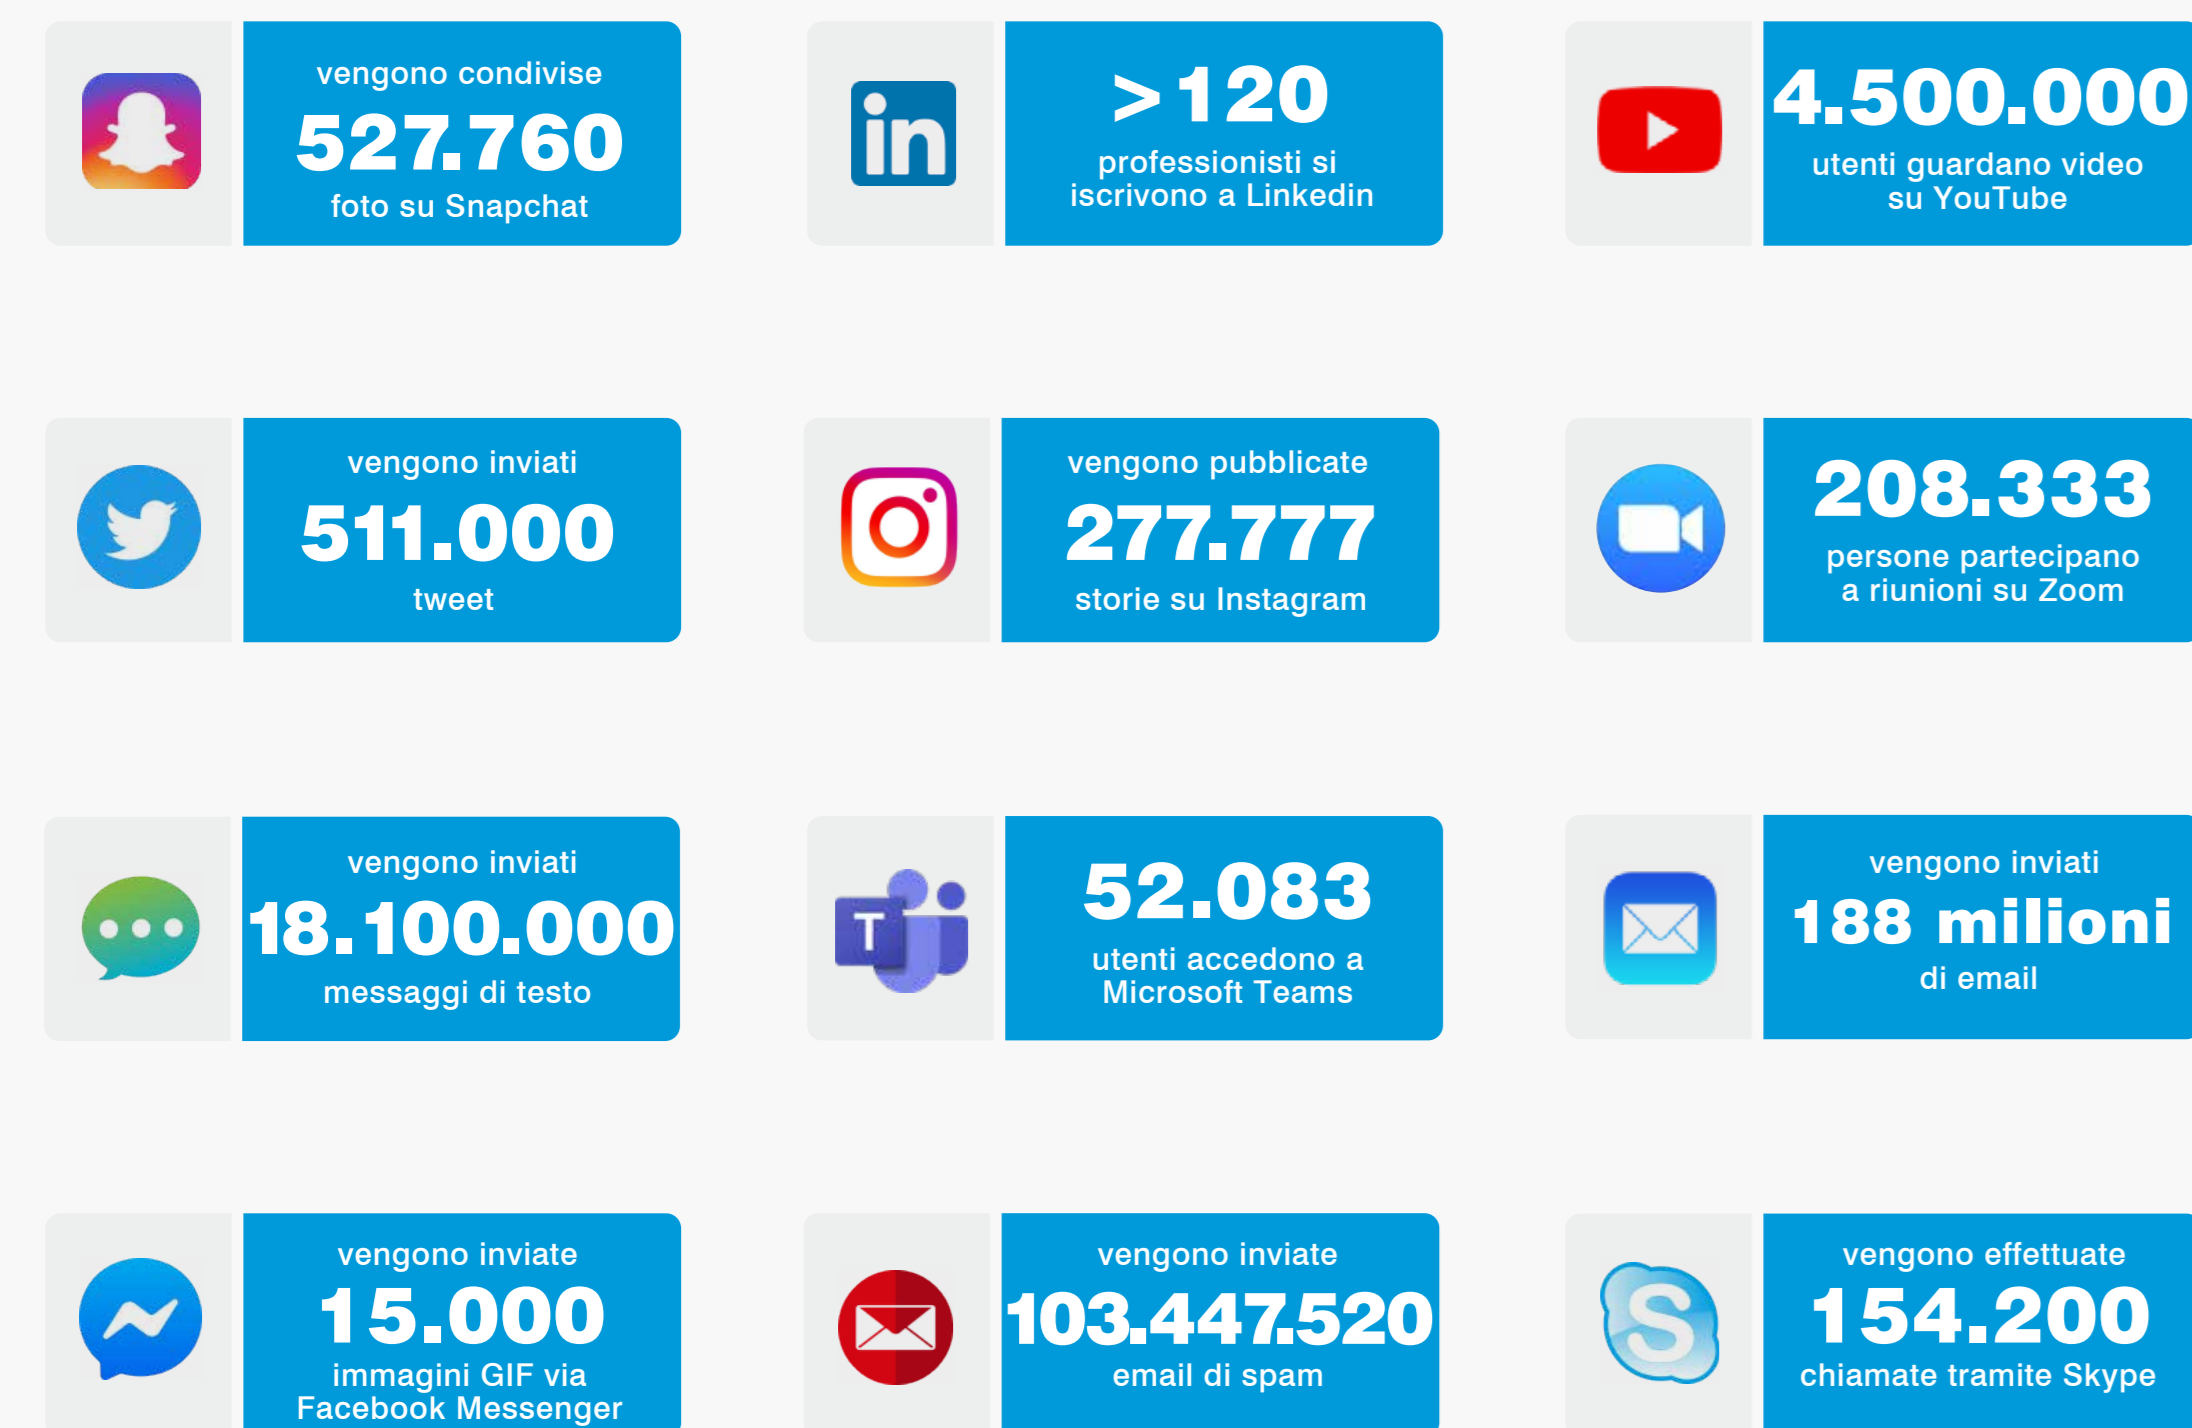 vengono condivise
527.760
foto su Snapchat
in
>120
professionisti si
iscrivono a Linkedin
4.500.000
utenti guardano video
su YouTube
vengono inviati
511.000
tweet
vengono pubblicate
277.777
storie su Instagram
208.333
persone partecipano
a riunioni su Zoom
vengono inviati
18.100.000
messaggi di testo
T
52.083
utenti accedono a
Microsoft Teams
vengono inviati
188 milioni
di email
vengono inviate
15.000
immagini GIF via
Facebook Messenger
vengono inviate
103.447.520
email di spam
S
vengono effettuate
154.200
chiamate tramite Skype